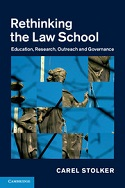 Rethinking the
Law School
Education, Research, Outreach and Governance
CAREL STOLKER
CAMBRIDGE